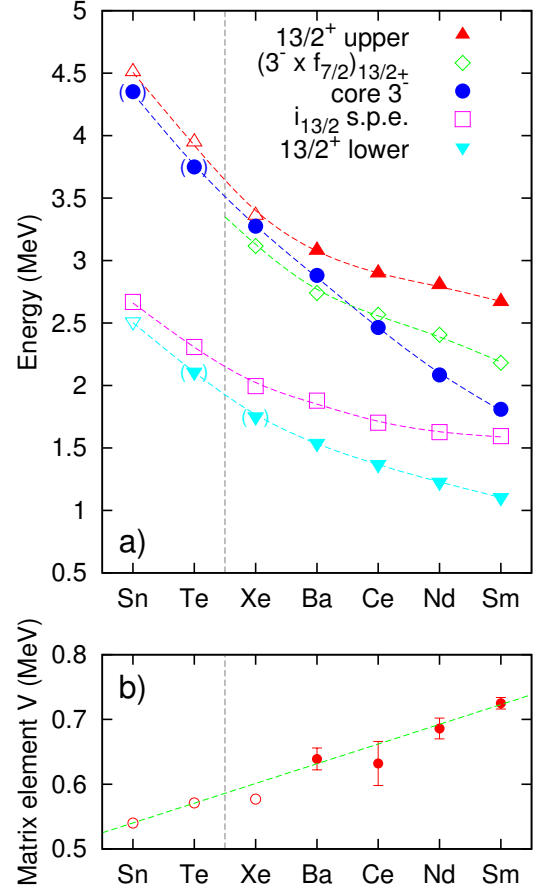 a)
13/2⁺ upper
(3⁻ x f₇/₂)₁₃/₂₊
core 3⁻
i₁₃/₂ s.p.e.
13/2⁺ lower
Energy (MeV)
5
4.5
4
3.5
3
2.5
2
1.5
1
0.5
( )
( )
( )
( )
Sn Te Xe Ba Ce Nd Sm
b)
Matrix element V (MeV)
0.8
0.7
0.6
0.5
Sn Te Xe Ba Ce Nd Sm